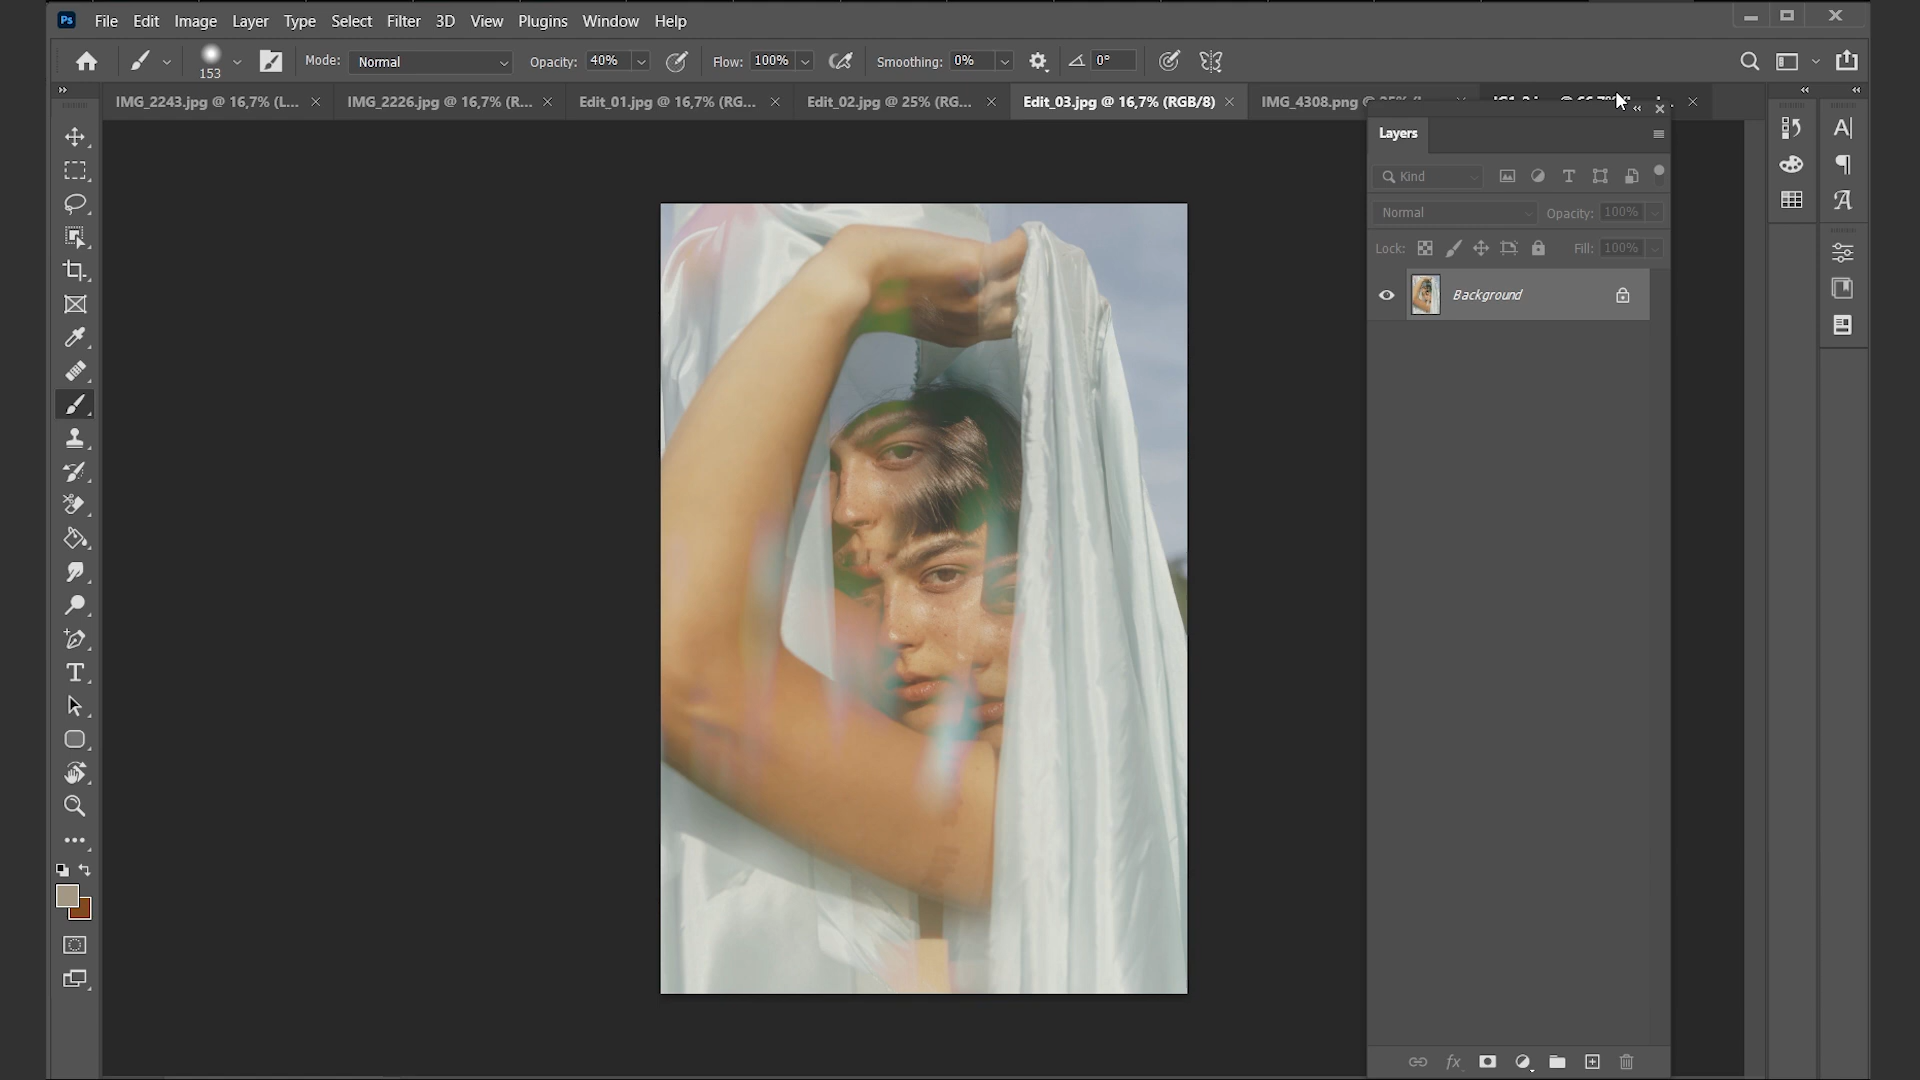 Ps File Edit Image Layer Type Select Filter 3D View Plugins Window Help
153 Mode: Normal Opacity: 40% Flow: 100% Smoothing: 0% 0°
IMG_2243.jpg @ 16,7% (L... IMG_2226.jpg @ 16,7% (R... Edit_01.jpg @ 16,7% (RG... Edit_02.jpg @ 25% (RG... Edit_03.jpg @ 16,7% (RGB/8) IMG_4308.png @
Layers
Kind
Normal Opacity: 100%
Lock: Fill: 100%
Background
fx